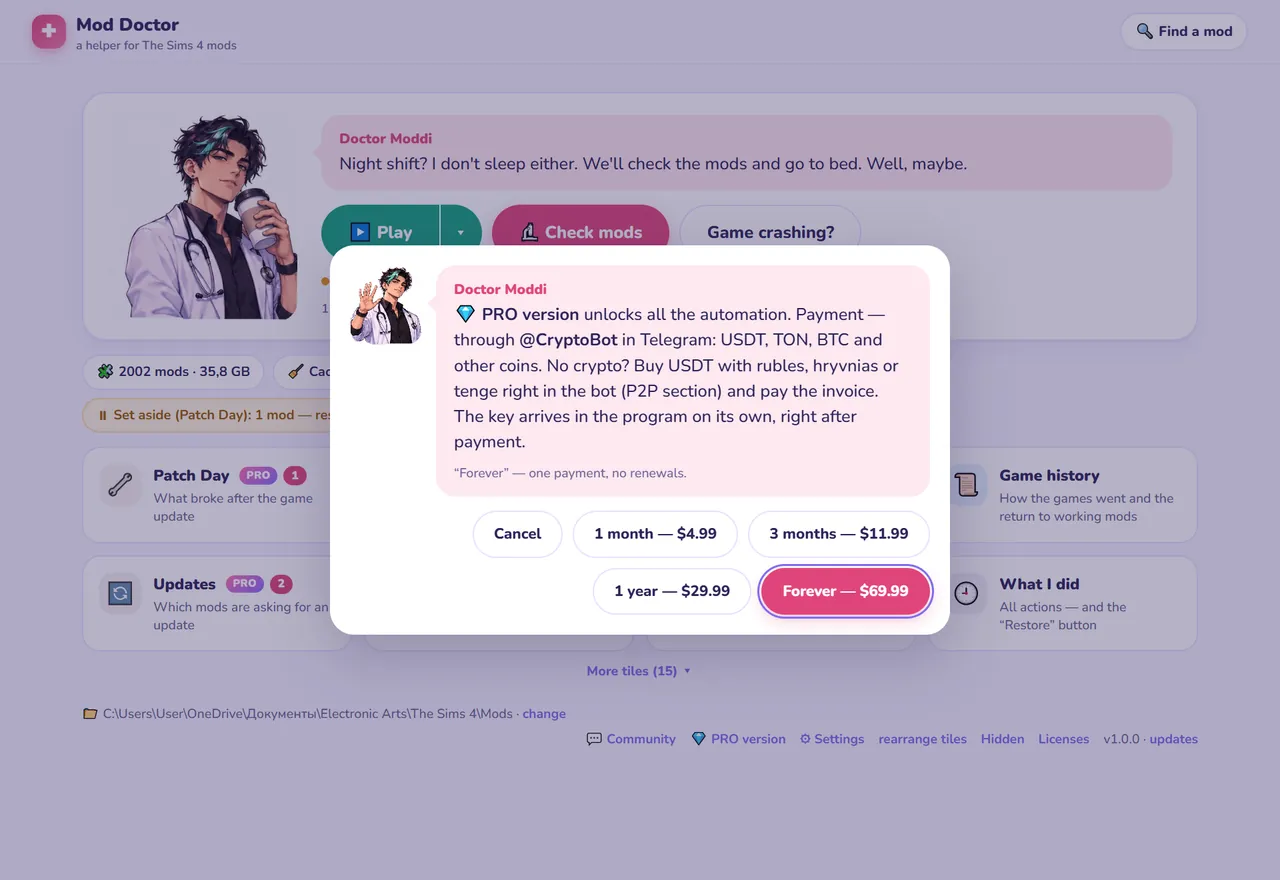 Mod Doctor
a helper for The Sims 4 mods
Find a mod
Doctor Moddi
Night shift? I don't sleep either. We'll check the mods and go to bed. Well, maybe.
Play
Check mods
Game crashing?
1
Doctor Moddi
PRO version unlocks all the automation. Payment —
through @CryptoBot in Telegram: USDT, TON, BTC and
other coins. No crypto? Buy USDT with rubles, hryvnias or
tenge right in the bot (P2P section) and pay the invoice.
The key arrives in the program on its own, right after
payment.
“Forever” — one payment, no renewals.
Cancel
1 month — $4.99
3 months — $11.99
1 year — $29.99
Forever — $69.99
2002 mods · 35,8 GB
Set aside (Patch Day): 1 mod —
Patch Day PRO 1
What broke after the game
update
Game history
How the games went and the
return to working mods
Updates PRO 2
Which mods are asking for an
update
What I did
All actions — and the
“Restore” button
More tiles (15)
C:\Users\User\OneDrive\Документы\Electronic Arts\The Sims 4\Mods · change
Community
PRO version
Settings
rearrange tiles
Hidden
Licenses
v1.0.0 · updates